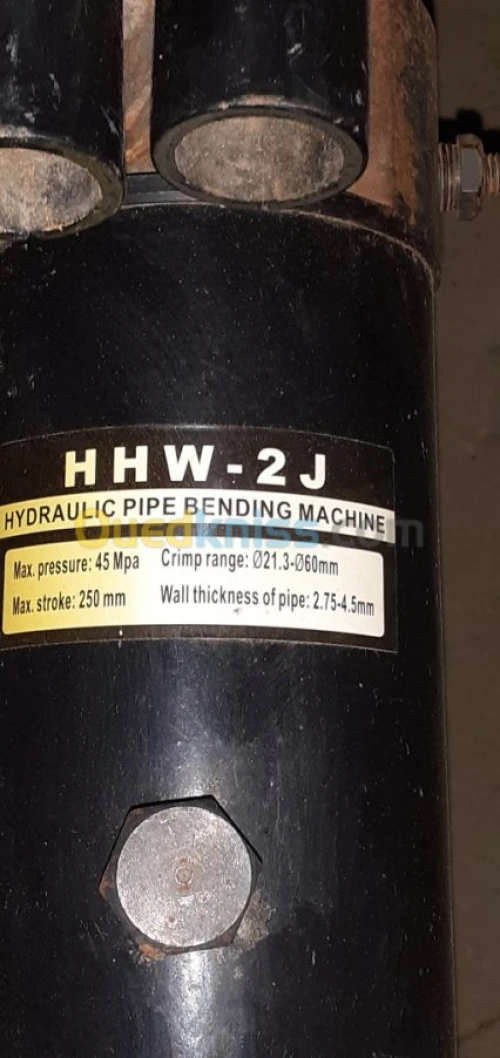 HHW-2J
HYDRAULIC PIPE BENDING MACHINE
Ouedkniss.com
Max. pressure: 45 Mpa Crimp range: Ø21.3-Ø60mm
Max. stroke: 250 mm Wall thickness of pipe: 2.75-4.5mm